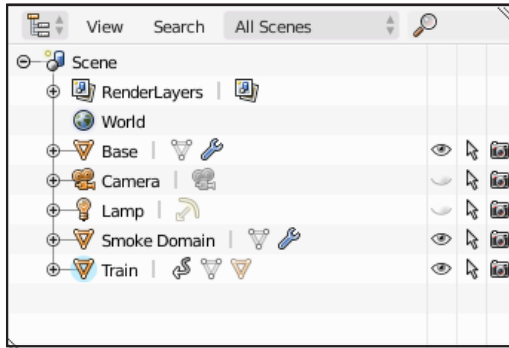 View Search All Scenes
Scene
RenderLayers
World
Base
Camera
Lamp
Smoke Domain
Train